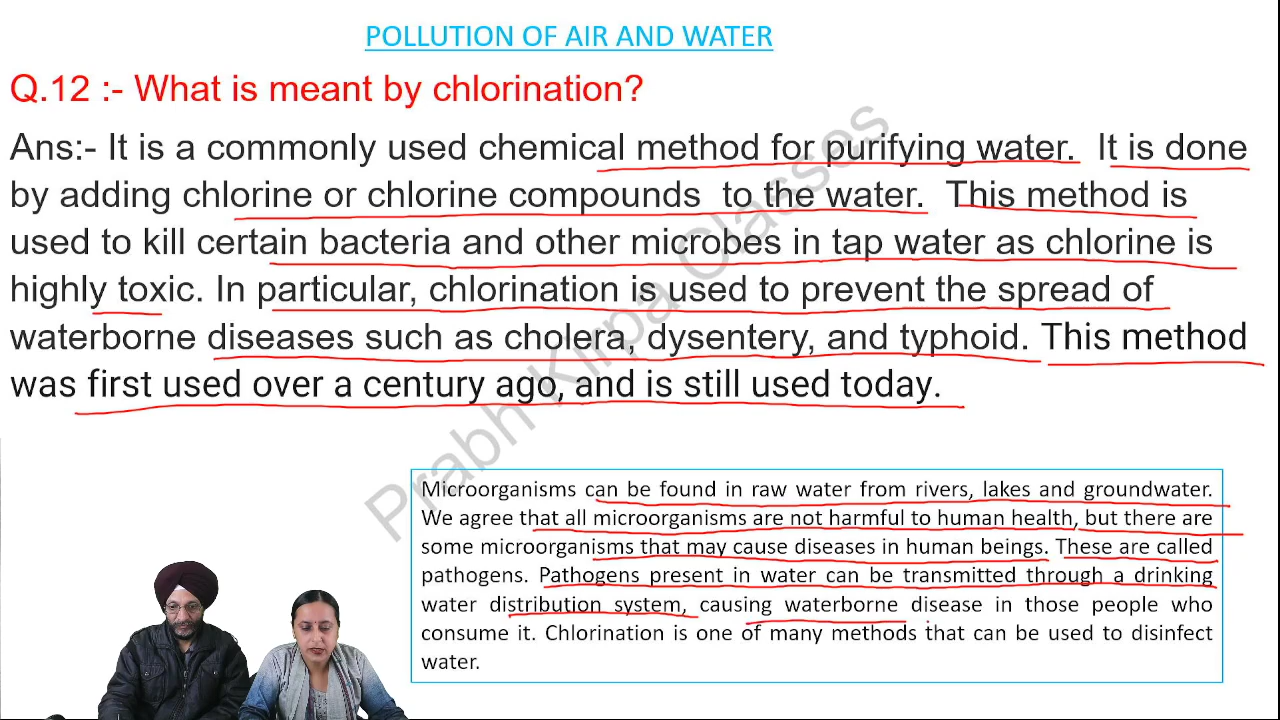 POLLUTION OF AIR AND WATER
Q.12 :- What is meant by chlorination?
Ans:- It is a commonly used chemical method for purifying water. It is done
by adding chlorine or chlorine compounds to the water. This method is
used to kill certain bacteria and other microbes in tap water as chlorine is
highly toxic. In particular, chlorination is used to prevent the spread of
waterborne diseases such as cholera, dysentery, and typhoid. This method
was first used over a century ago, and is still used today.
Prabh Kirpa Classes
Microorganisms can be found in raw water from rivers, lakes and groundwater.
We agree that all microorganisms are not harmful to human health, but there are
some microorganisms that may cause diseases in human beings. These are called
pathogens. Pathogens present in water can be transmitted through a drinking
water distribution system, causing waterborne disease in those people who
consume it. Chlorination is one of many methods that can be used to disinfect
water.